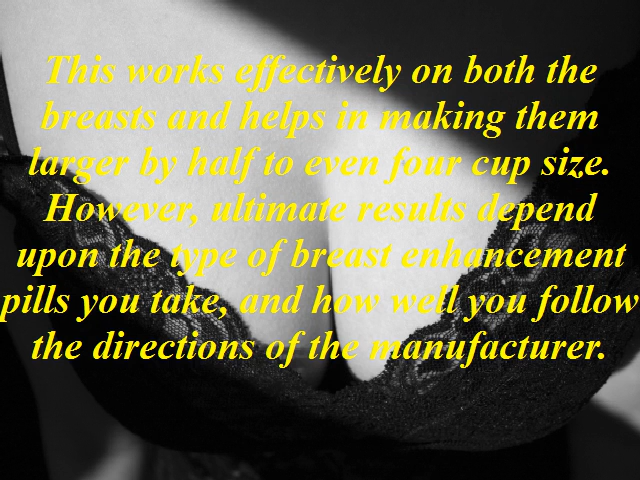 This works effectively on both the
breasts and helps in making them
larger by half to even four cup size.
However, ultimate results depend
upon the type of breast enhancement
pills you take, and how well you follow
the directions of the manufacturer.